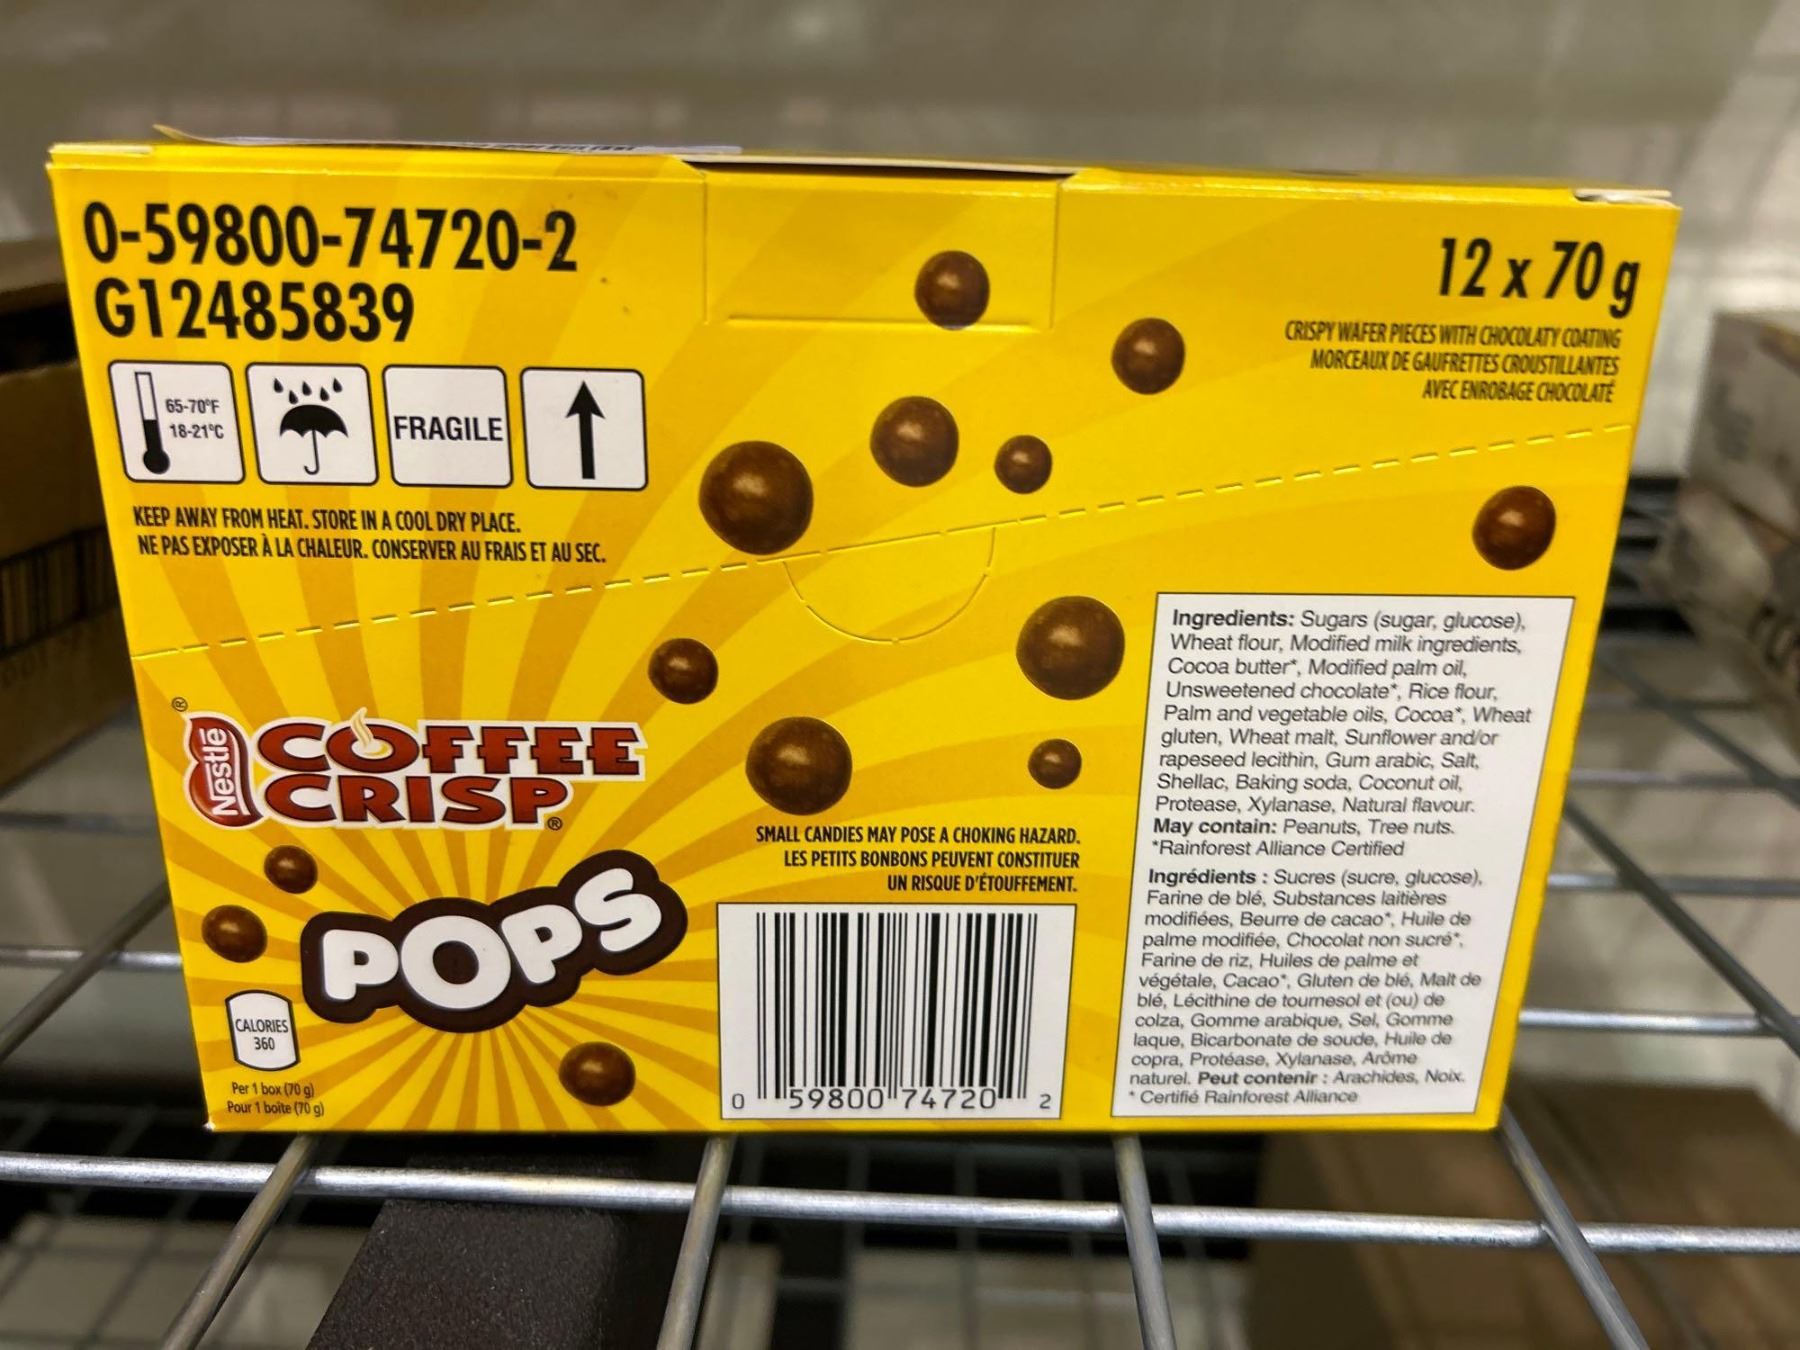 0-59800-74720-2
G12485839
12 x 70 g
CRISPY WAFER PIECES WITH CHOCOLATY COATING
MORCEAUX DE GAUFRETTES CROUSTILLANTES
AVEC ENROBAGE CHOCOLATÉ
65-70°F
18-21°C
FRAGILE
KEEP AWAY FROM HEAT. STORE IN A COOL DRY PLACE.
NE PAS EXPOSER À LA CHALEUR. CONSERVER AU FRAIS ET AU SEC.
Nestlé
®
COFFEE
CRISP®
POPS
CALORIES
360
Per 1 box (70 g)
Pour 1 boîte (70 g)
SMALL CANDIES MAY POSE A CHOKING HAZARD.
LES PETITS BONBONS PEUVENT CONSTITUER
UN RISQUE D'ÉTOUFFEMENT.
0 59800 74720 2
Ingredients: Sugars (sugar, glucose),
Wheat flour, Modified milk ingredients,
Cocoa butter*, Modified palm oil,
Unsweetened chocolate*, Rice flour,
Palm and vegetable oils, Cocoa*, Wheat
gluten, Wheat malt, Sunflower and/or
rapeseed lecithin, Gum arabic, Salt,
Shellac, Baking soda, Coconut oil,
Protease, Xylanase, Natural flavour.
May contain: Peanuts, Tree nuts.
*Rainforest Alliance Certified
Ingrédients : Sucres (sucre, glucose),
Farine de blé, Substances laitières
modifiées, Beurre de cacao*, Huile de
palme modifiée, Chocolat non sucré*,
Farine de riz, Huiles de palme et
végétale, Cacao*, Gluten de blé, Malt de
blé, Lécithine de tournesol et (ou) de
colza, Gomme arabique, Sel, Gomme
laque, Bicarbonate de soude, Huile de
copra, Protéase, Xylanase, Arôme
naturel. Peut contenir : Arachides, Noix.
* Certifié Rainforest Alliance